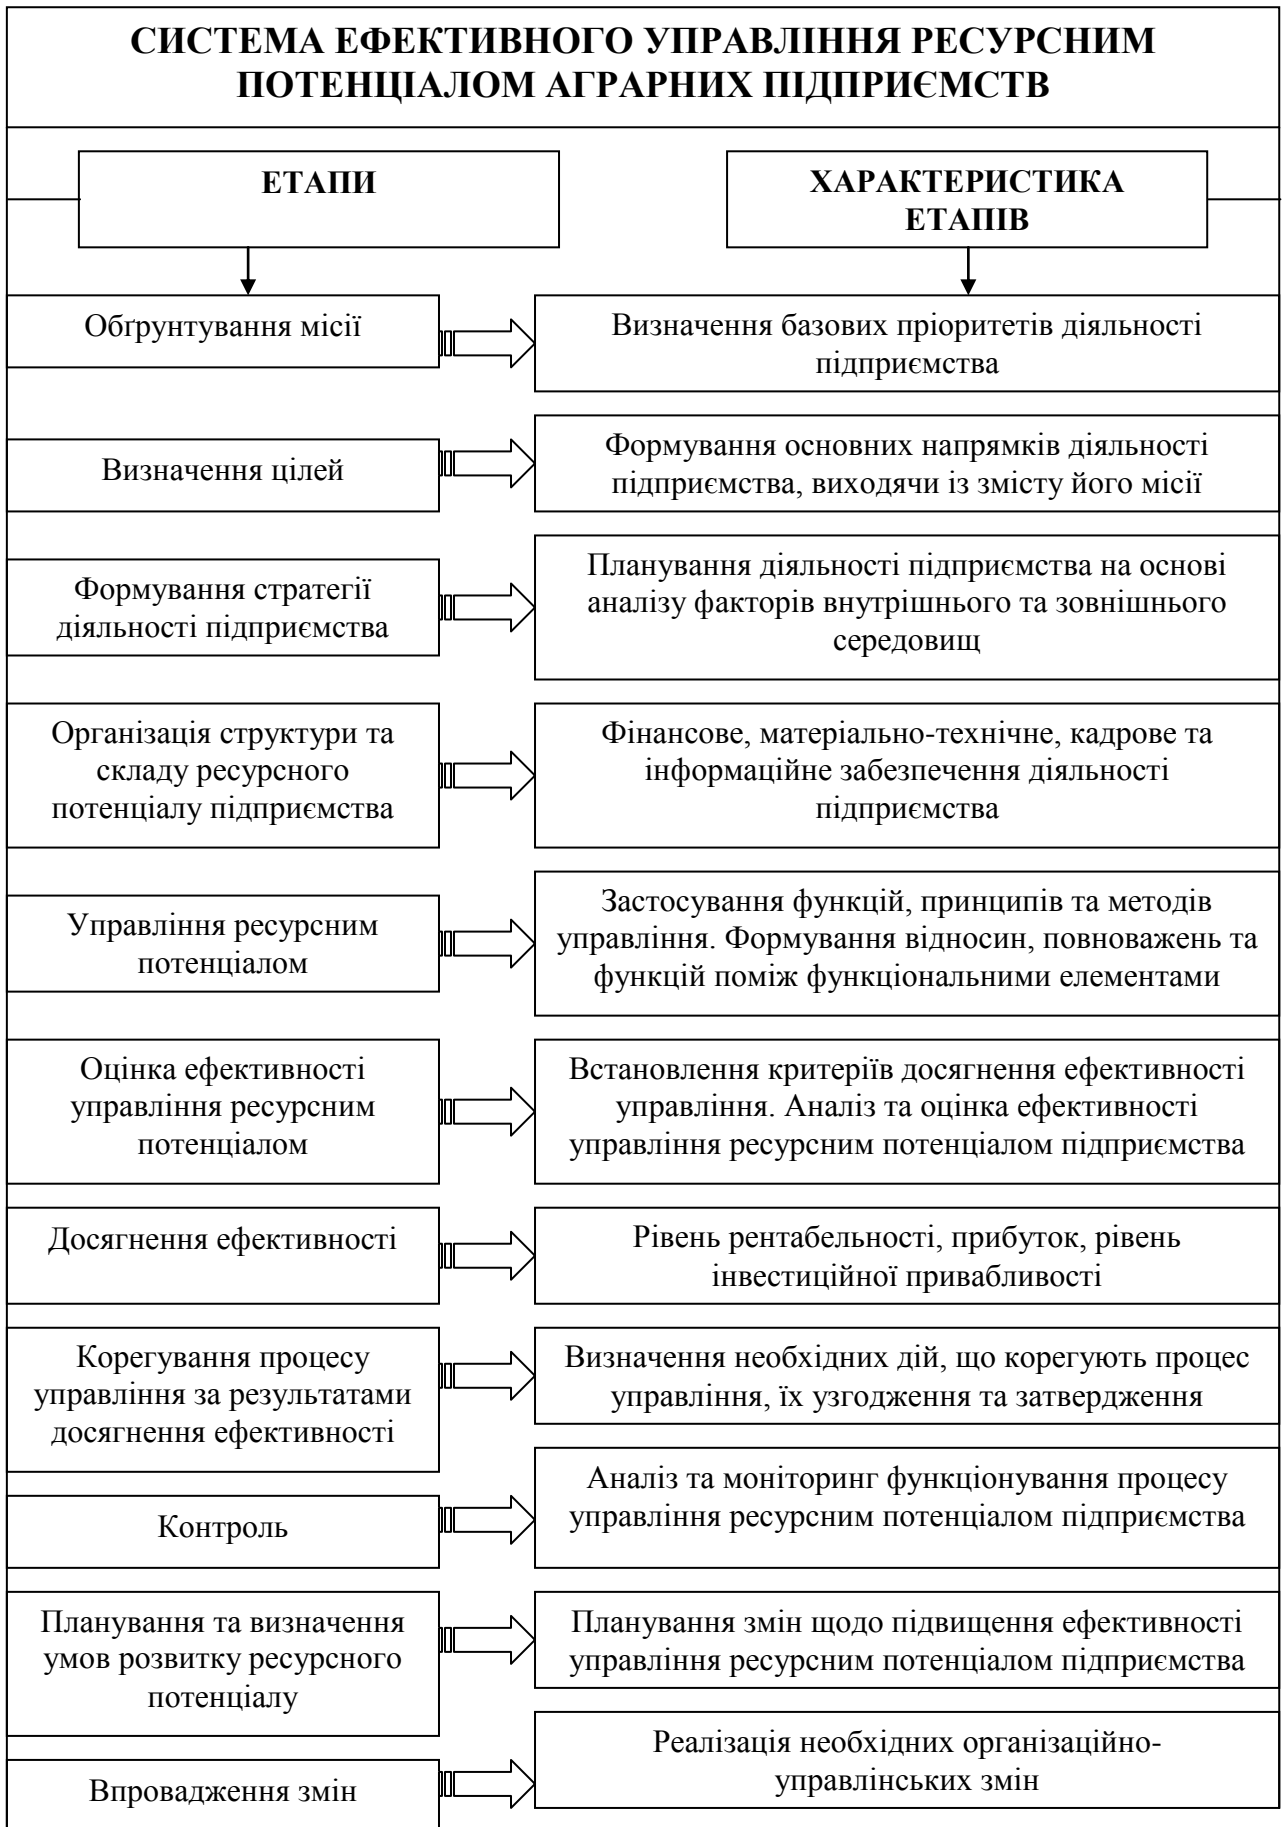 СИСТЕМА ЕФЕКТИВНОГО УПРАВЛІННЯ РЕСУРСНИМ
ПОТЕНЦІАЛОМ АГРАРНИХ ПІДПРИЄМСТВ
ЕТАПИ
ХАРАКТЕРИСТИКА
ЕТАПІВ
Обґрунтування місії
Визначення базових пріоритетів діяльності
підприємства
Визначення цілей
Формування основних напрямків діяльності
підприємства, виходячи із змісту його місії
Формування стратегії
діяльності підприємства
Планування діяльності підприємства на основі
аналізу факторів внутрішнього та зовнішнього
середовищ
Організація структури та
складу ресурсного
потенціалу підприємства
Фінансове, матеріально-технічне, кадрове та
інформаційне забезпечення діяльності
підприємства
Управління ресурсним
потенціалом
Застосування функцій, принципів та методів
управління. Формування відносин, повноважень та
функцій поміж функціональними елементами
Оцінка ефективності
управління ресурсним
потенціалом
Встановлення критеріїв досягнення ефективності
управління. Аналіз та оцінка ефективності
управління ресурсним потенціалом підприємства
Досягнення ефективності
Рівень рентабельності, прибуток, рівень
інвестиційної привабливості
Корегування процесу
управління за результатами
досягнення ефективності
Визначення необхідних дій, що корегують процес
управління, їх узгодження та затвердження
Контроль
Аналіз та моніторинг функціонування процесу
управління ресурсним потенціалом підприємства
Планування та визначення
умов розвитку ресурсного
потенціалу
Планування змін щодо підвищення ефективності
управління ресурсним потенціалом підприємства
Впровадження змін
Реалізація необхідних організаційно-
управлінських змін